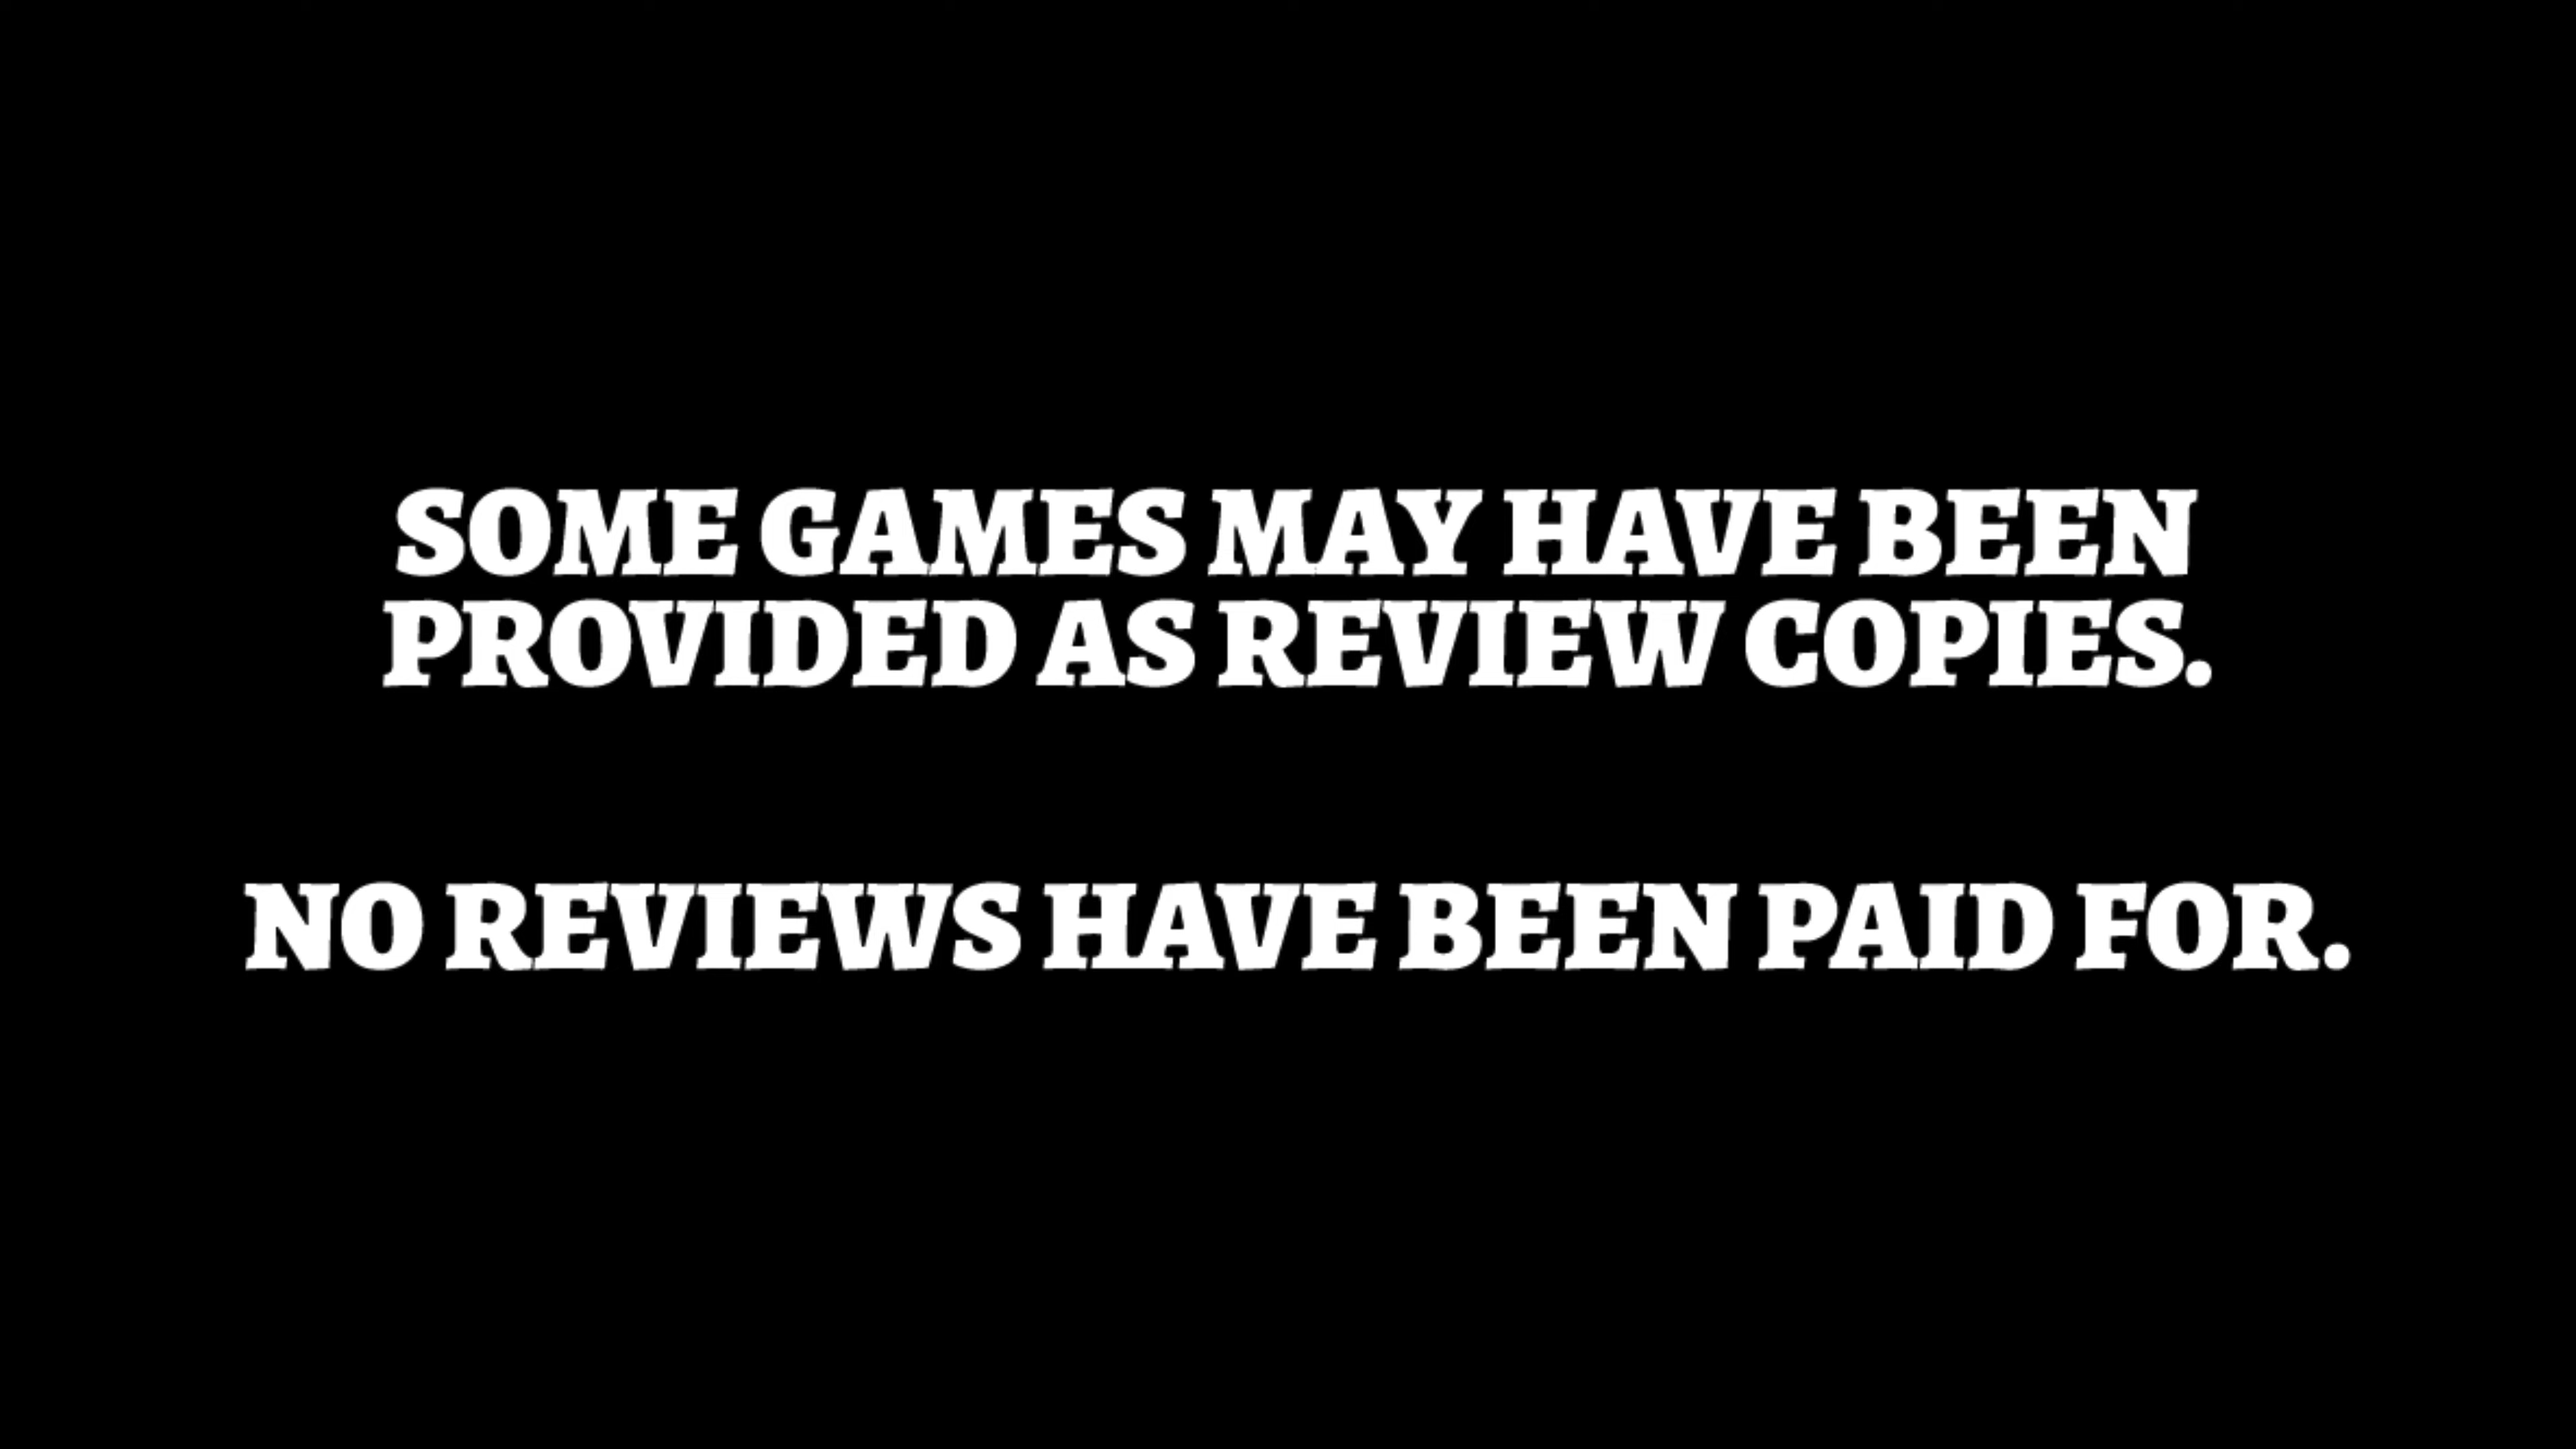 SOME GAMES MAY HAVE BEEN
PROVIDED AS REVIEW COPIES.
NO REVIEWS HAVE BEEN PAID FOR.